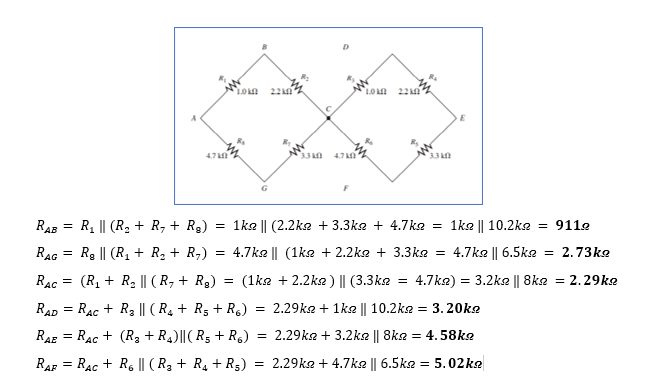 B D
R₁ R₂ R₃ R₄
1.0 kΩ 2.2 kΩ 1.0 kΩ 2.2 kΩ
A C E
R₈ R₇ R₆ R₅
4.7 kΩ 3.3 kΩ 4.7 kΩ 3.3 kΩ
G F
R_AB = R₁ ∥ (R₂ + R₇ + R₈) = 1kΩ ∥ (2.2kΩ + 3.3kΩ + 4.7kΩ = 1kΩ ∥ 10.2kΩ = 911Ω
R_AG = R₈ ∥ (R₁ + R₂ + R₇) = 4.7kΩ ∥ (1kΩ + 2.2kΩ + 3.3kΩ = 4.7kΩ ∥ 6.5kΩ = 2.73kΩ
R_AC = (R₁ + R₂ ∥ ( R₇ + R₈) = (1kΩ + 2.2kΩ ) ∥ (3.3kΩ = 4.7kΩ) = 3.2kΩ ∥ 8kΩ = 2.29kΩ
R_AD = R_AC + R₃ ∥ ( R₄ + R₅ + R₆) = 2.29kΩ + 1kΩ ∥ 10.2kΩ = 3.20kΩ
R_AE = R_AC + (R₃ + R₄)∥( R₅ + R₆) = 2.29kΩ + 3.2kΩ ∥ 8kΩ = 4.58kΩ
R_AF = R_AC + R₆ ∥ ( R₃ + R₄ + R₅) = 2.29kΩ + 4.7kΩ ∥ 6.5kΩ = 5.02kΩ